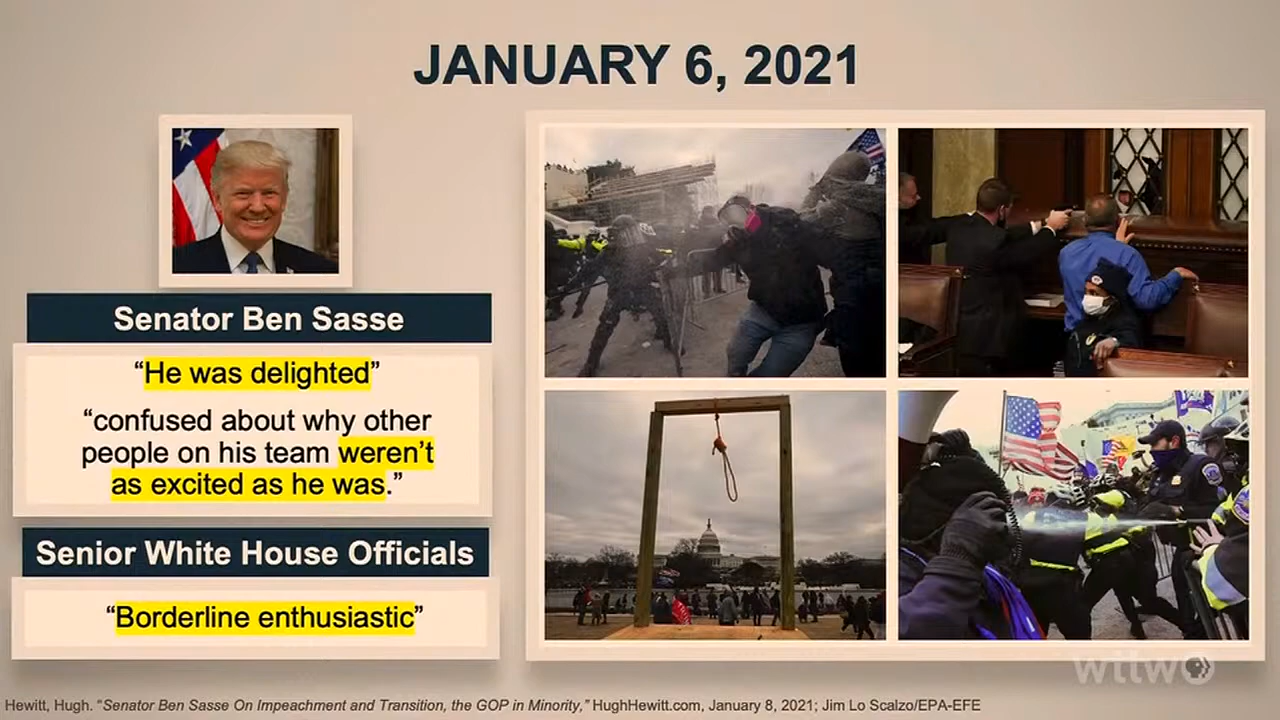 JANUARY 6, 2021
Senator Ben Sasse
“He was delighted”
“confused about why other
people on his team weren’t
as excited as he was.”
Senior White House Officials
“Borderline enthusiastic”
wttw
Hewitt, Hugh. “Senator Ben Sasse On Impeachment and Transition, the GOP in Minority,” HughHewitt.com, January 8, 2021; Jim Lo Scalzo/EPA-EFE